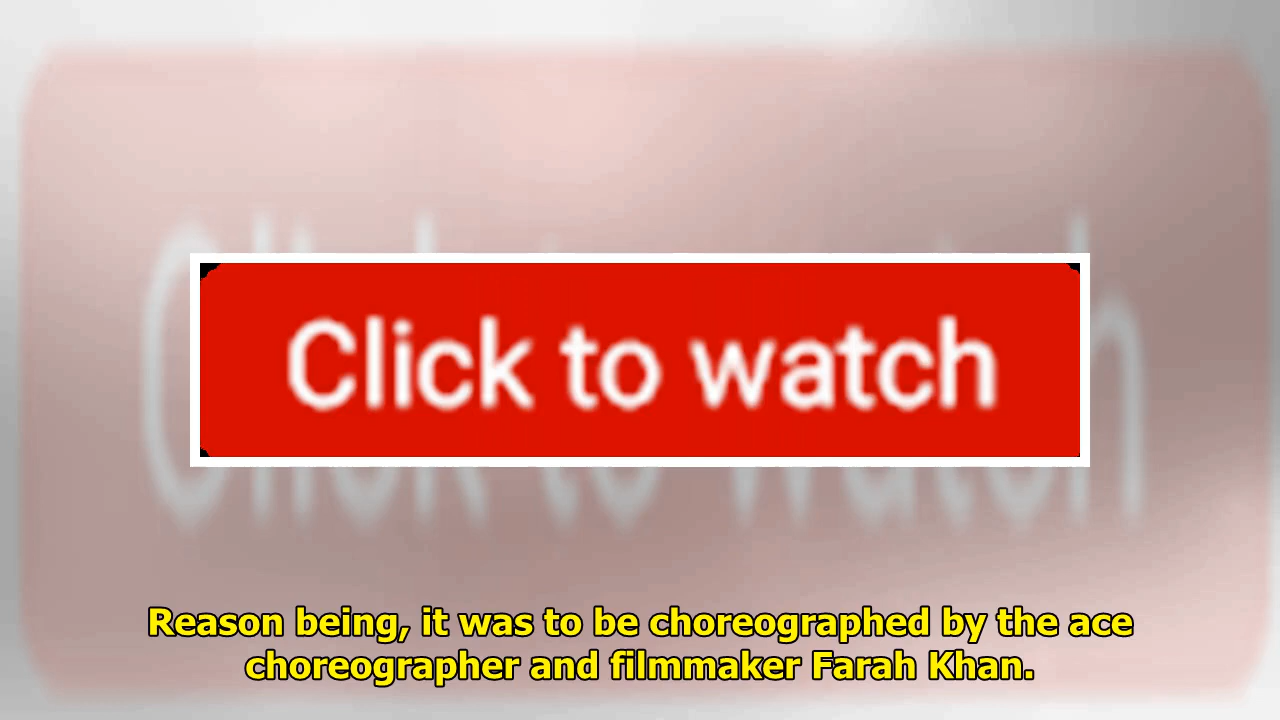 Click to watch
Reason being, it was to be choreographed by the ace
choreographer and filmmaker Farah Khan.